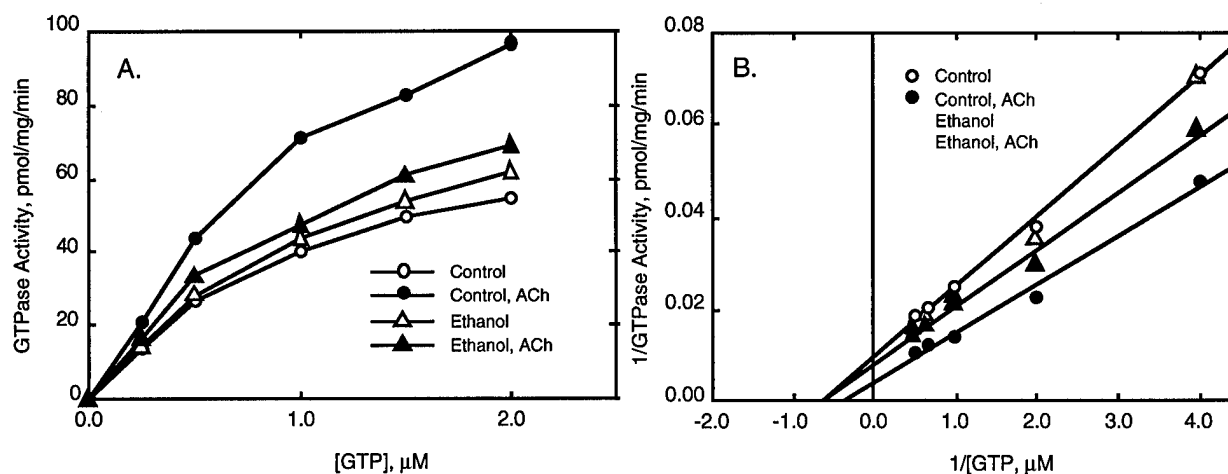 A.
GTPase Activity, pmol/mg/min
100
80
60
40
20
0
0.0
1.0
2.0
[GTP], μM
Control
Control, ACh
Ethanol
Ethanol, ACh
B.
1/GTPase Activity, pmol/mg/min
0.08
0.06
0.04
0.02
0.00
-2.0
-1.0
0.0
1.0
2.0
3.0
4.0
1/[GTP, μM
Control
Control, ACh
Ethanol
Ethanol, ACh